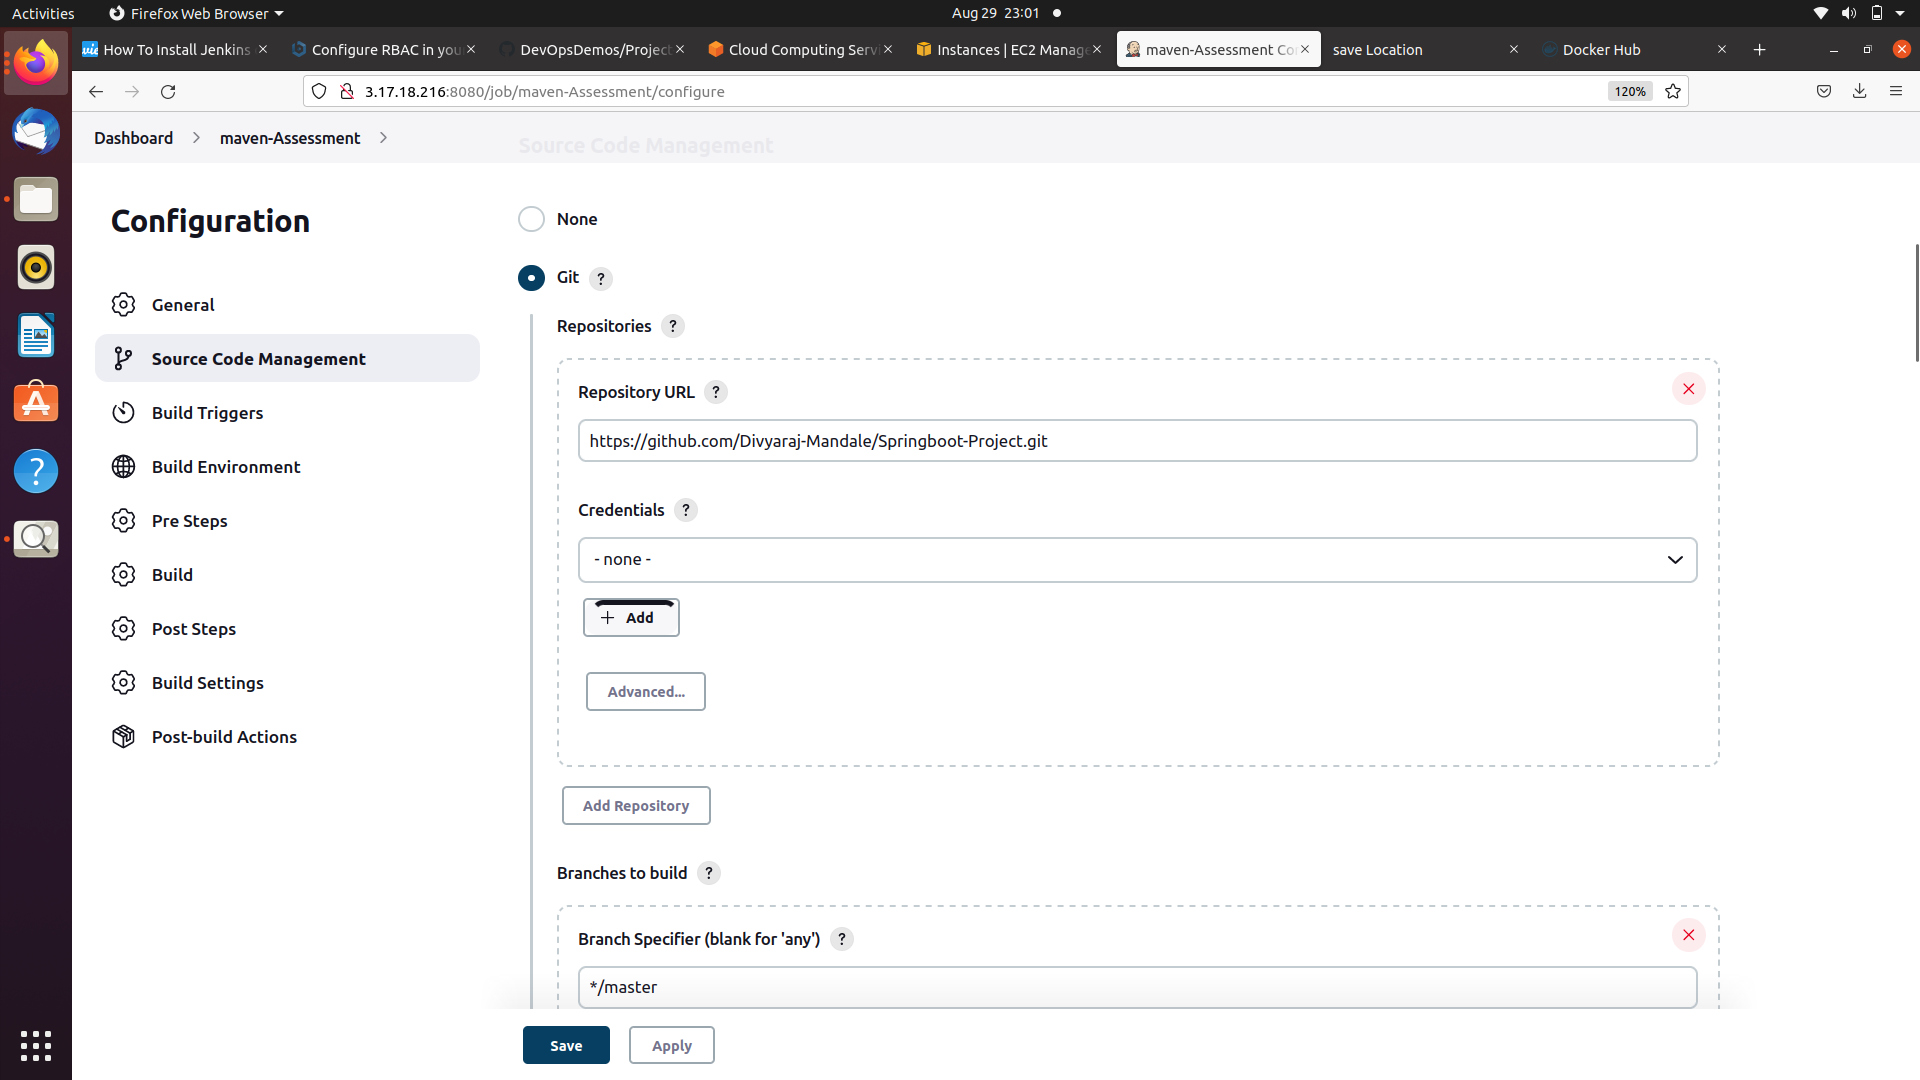 Activities
Firefox Web Browser
Aug 29 23:01
How To Install Jenkins
Configure RBAC in you
DevOpsDemos/Project
Cloud Computing Servi
Instances | EC2 Manage
maven-Assessment Co
save Location
Docker Hub
3.17.18.216:8080/job/maven-Assessment/configure
120%
Dashboard
maven-Assessment
Source Code Management
Configuration
General
Source Code Management
Build Triggers
Build Environment
Pre Steps
Build
Post Steps
Build Settings
Post-build Actions
None
Git ?
Repositories ?
Repository URL ?
https://github.com/Divyaraj-Mandale/Springboot-Project.git
Credentials ?
- none -
+ Add
Advanced...
Add Repository
Branches to build ?
Branch Specifier (blank for 'any') ?
*/master
Save
Apply